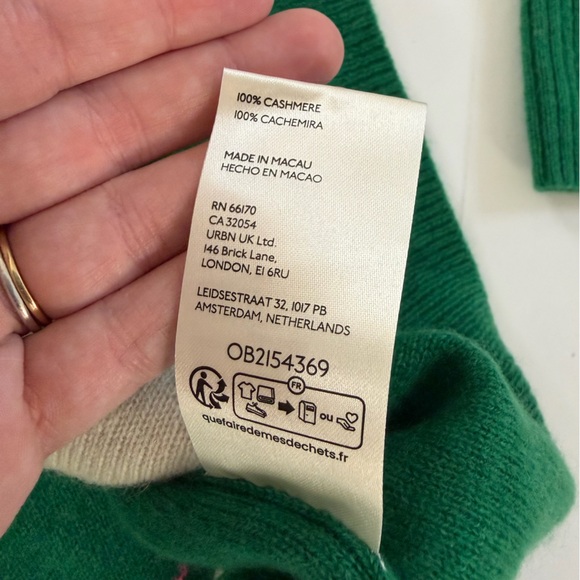 100% CASHMERE
100% CACHEMIRA
MADE IN MACAU
HECHO EN MACAO
RN 66170
CA 32054
URBN UK Ltd.
146 Brick Lane,
LONDON, E1 6RU
LEIDSESTRAAT 32, 1017 PB
AMSTERDAM, NETHERLANDS
OB2154369
FR
ou
quefairedemesdechets.fr